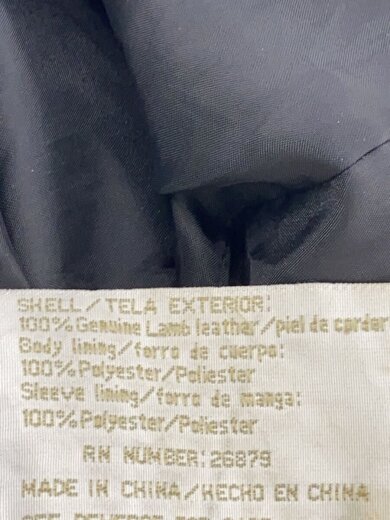 SHELL/TELA EXTERIOR:
100% Genuine Lamb leather/piel de corder
Body lining/forro de cuerpo:
100% Polyester/Poliester
Sleeve lining/forro de manga:
100% Polyester/Poliester
RN NUMBER:26879
MADE IN CHINA/HECHO EN CHINA